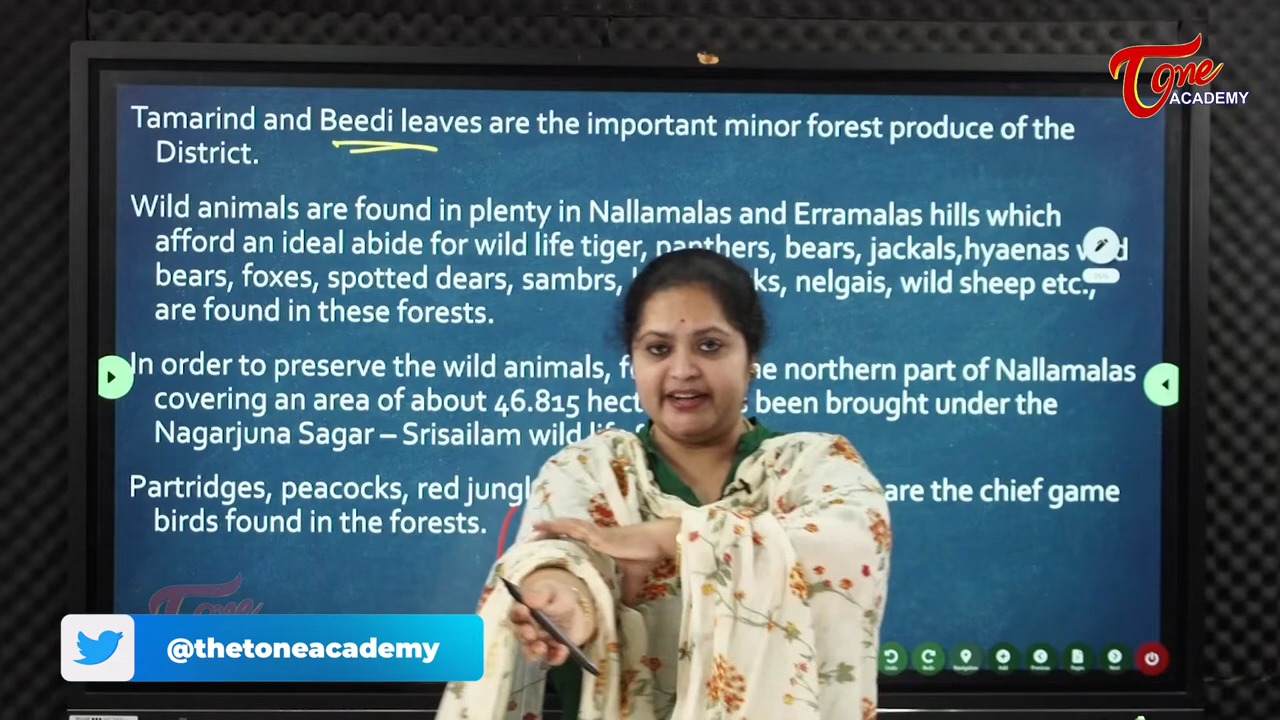 Tone
ACADEMY
Tamarind and Beedi leaves are the important minor forest produce of the
District.
Wild animals are found in plenty in Nallamalas and Erramalas hills which
afford an ideal abide for wild life tiger, panthers, bears, jackals,hyaenas
bears, foxes, spotted dears, sambrs, nelgais, wild sheep etc.,
are found in these forests.
In order to preserve the wild animals, northern part of Nallamalas
covering an area of about 46.815 been brought under the
Nagarjuna Sagar – Srisailam wild life
Partridges, peacocks, red are the chief game
birds found in the forests.
Tone
@thetoneacademy